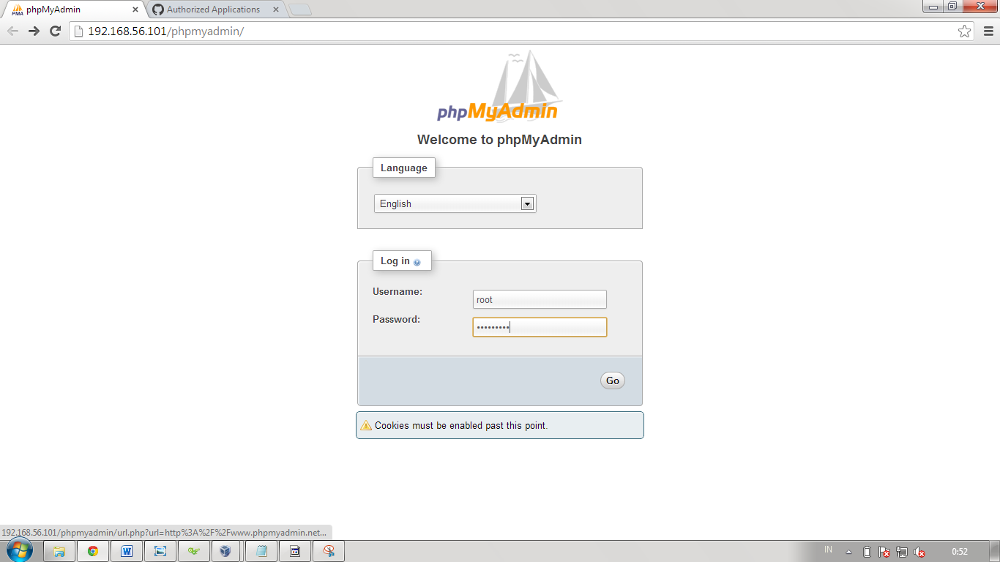 phpMyAdmin
Authorized Applications
192.168.56.101/phpmyadmin/
phpMyAdmin
Welcome to phpMyAdmin
Language
English
Log in
Username:
root
Password:
•••••••••
Go
Cookies must be enabled past this point.
192.168.56.101/phpmyadmin/url.php?url=http%3A%2F%2Fwww.phpmyadmin.net...
IN
0:52